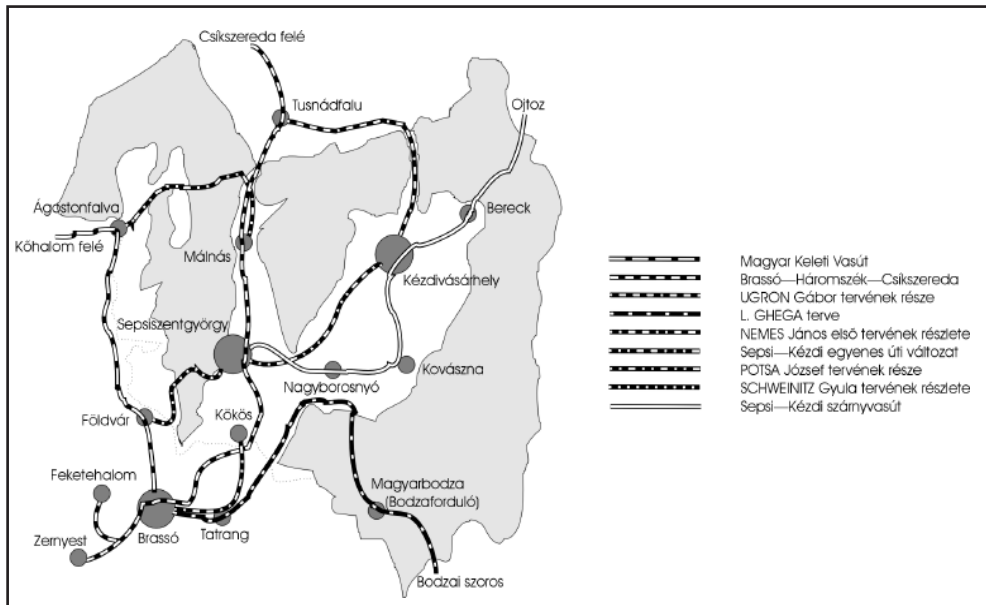 Csíkszereda felé
Tusnádfalu
Ojtoz
Ágostonfalva
Kőhalom felé
Málnás
Bereck
Kézdivásárhely
Sepsiszentgyörgy
Nagyborosnyó
Kovászna
Földvár
Kökös
Feketehalom
Magyarbodza
(Bodzaforduló)
Zernyest
Brassó
Tatrang
Bodzai szoros
Magyar Keleti Vasút
Brassó—Háromszék—Csíkszereda
UGRON Gábor tervének része
L. GHEGA terve
NEMES János első tervének részlete
Sepsi—Kézdi egyenes úti változat
POTSA József tervének része
SCHWEINITZ Gyula tervének részlete
Sepsi—Kézdi szárnyvasút